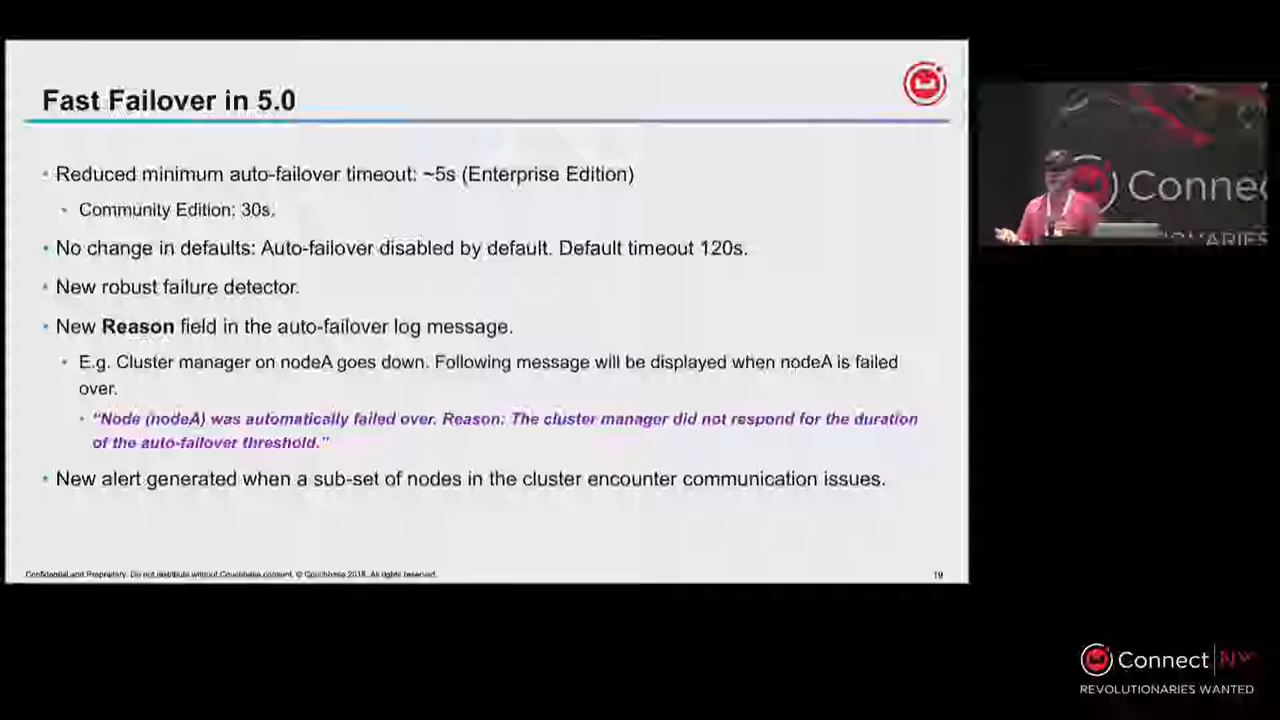 Fast Failover in 5.0
Reduced minimum auto-failover timeout: ~5s (Enterprise Edition)
Community Edition: 30s.
No change in defaults: Auto-failover disabled by default. Default timeout 120s.
New robust failure detector.
New Reason field in the auto-failover log message.
E.g. Cluster manager on nodeA goes down. Following message will be displayed when nodeA is failed
over.
“Node (nodeA) was automatically failed over. Reason: The cluster manager did not respond for the duration
of the auto-failover threshold.”
New alert generated when a sub-set of nodes in the cluster encounter communication issues.
Confidential and Proprietary. Do not distribute without Couchbase consent. © Couchbase 2018. All rights reserved.
19
Connec
Connect
REVOLUTIONARIES WANTED